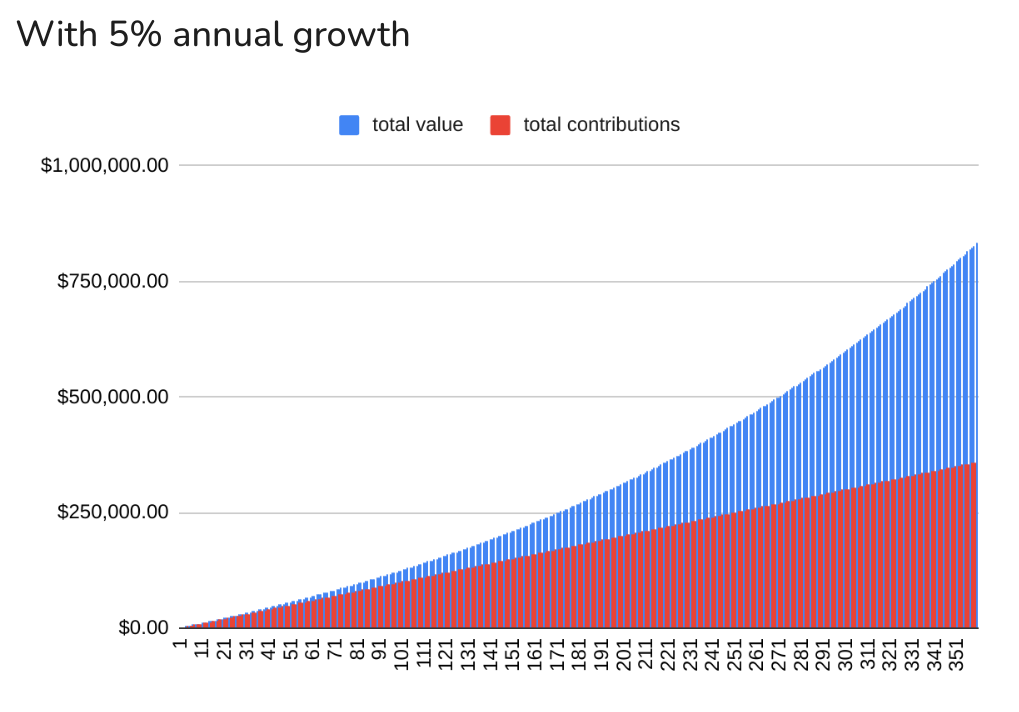 With 5% annual growth
total value total contributions
$1,000,000.00
$750,000.00
$500,000.00
$250,000.00
$0.00
1 11 21 31 41 51 61 71 81 91 101 111 121 131 141 151 161 171 181 191 201 211 221 231 241 251 261 271 281 291 301 311 321 331 341 351